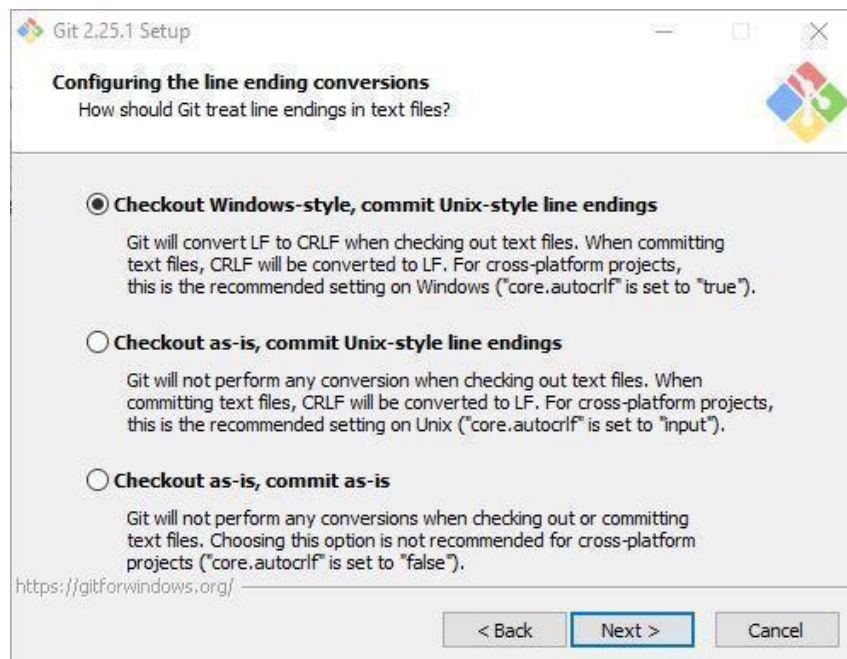 Git 2.25.1 Setup
Configuring the line ending conversions
How should Git treat line endings in text files?
Checkout Windows-style, commit Unix-style line endings
Git will convert LF to CRLF when checking out text files. When committing
text files, CRLF will be converted to LF. For cross-platform projects,
this is the recommended setting on Windows ("core.autocrlf" is set to "true").
Checkout as-is, commit Unix-style line endings
Git will not perform any conversion when checking out text files. When
committing text files, CRLF will be converted to LF. For cross-platform projects,
this is the recommended setting on Unix ("core.autocrlf" is set to "input").
Checkout as-is, commit as-is
Git will not perform any conversions when checking out or committing
text files. Choosing this option is not recommended for cross-platform
projects ("core.autocrlf" is set to "false").
https://gitforwindows.org/
< Back Next > Cancel